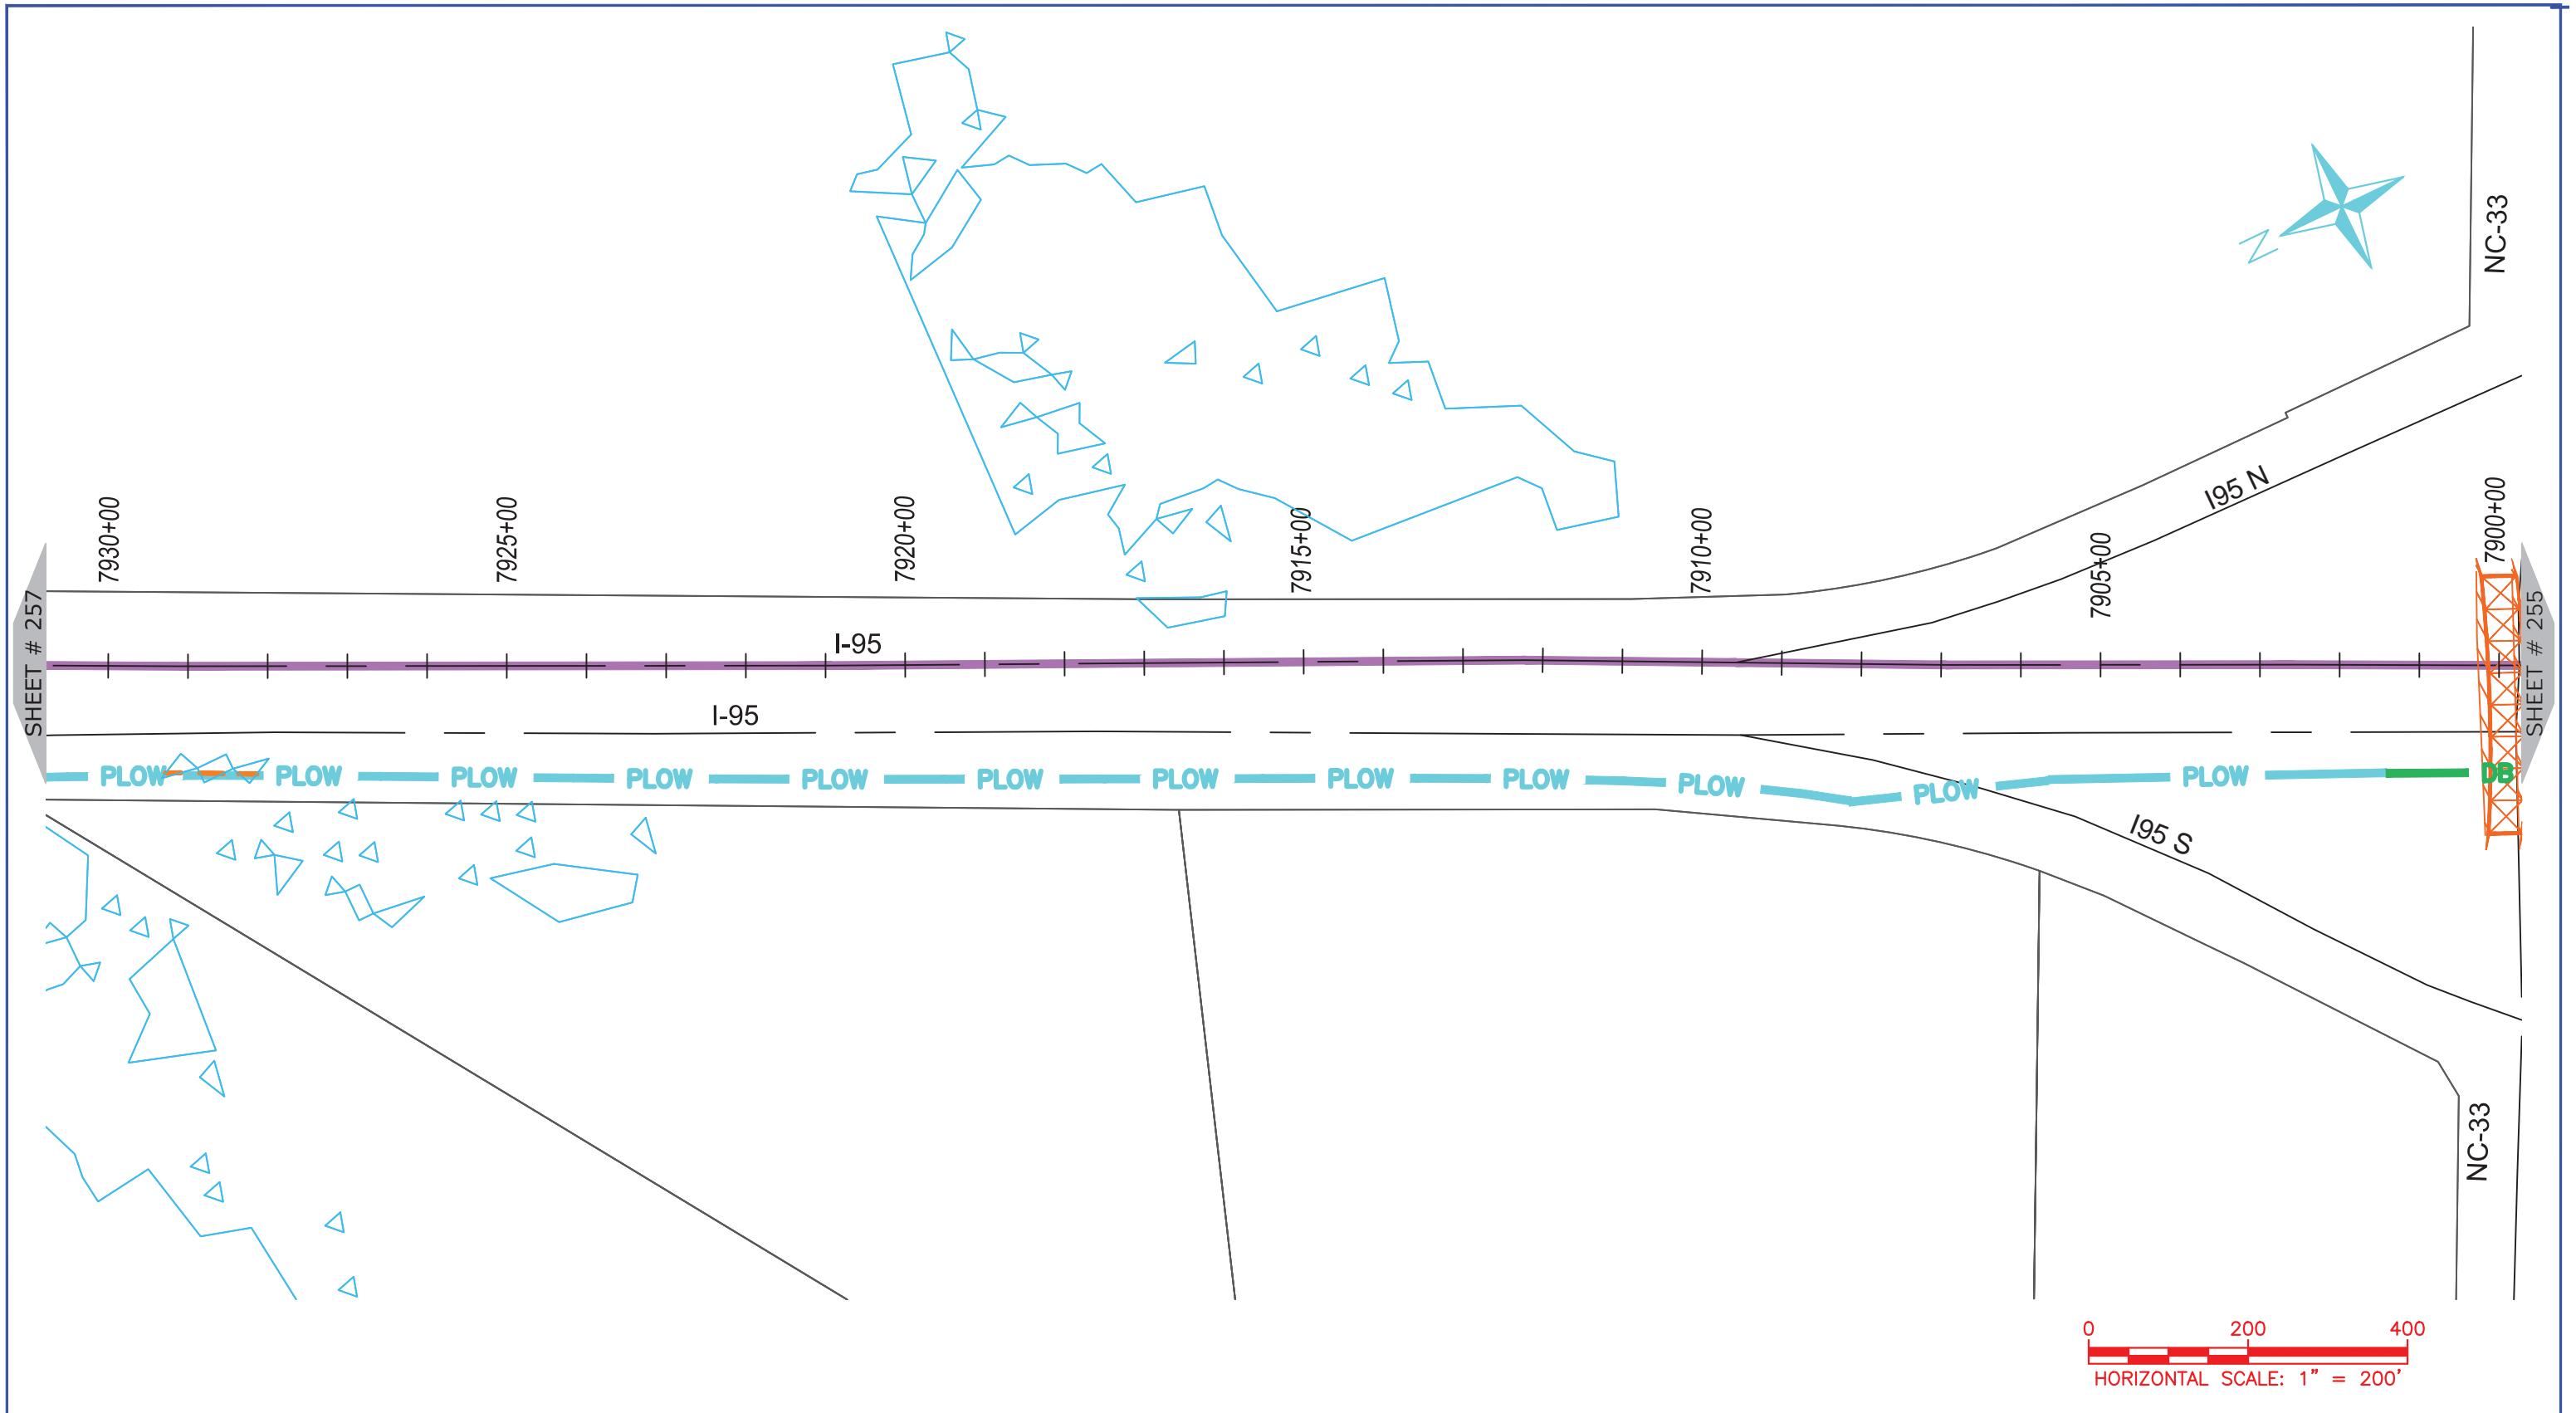 N
NC-33
I95 N
7930+00
7925+00
7920+00
7915+00
7910+00
7905+00
7900+00
SHEET # 257
SHEET # 255
I-95
I-95
PLOW PLOW PLOW PLOW PLOW PLOW PLOW PLOW PLOW PLOW PLOW PLOW DB
I95 S
NC-33
0 200 400
HORIZONTAL SCALE: 1" = 200'